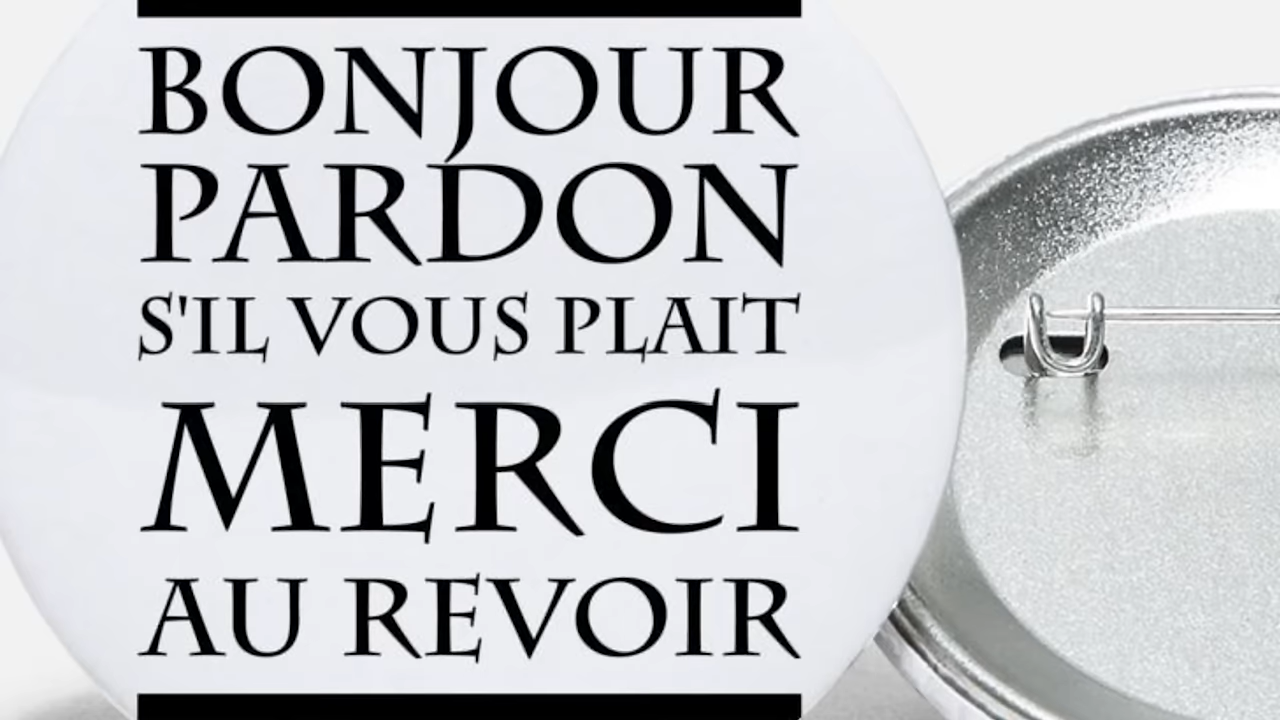 BONJOUR
PARDON
S'IL VOUS PLAIT
MERCI
AU REVOIR